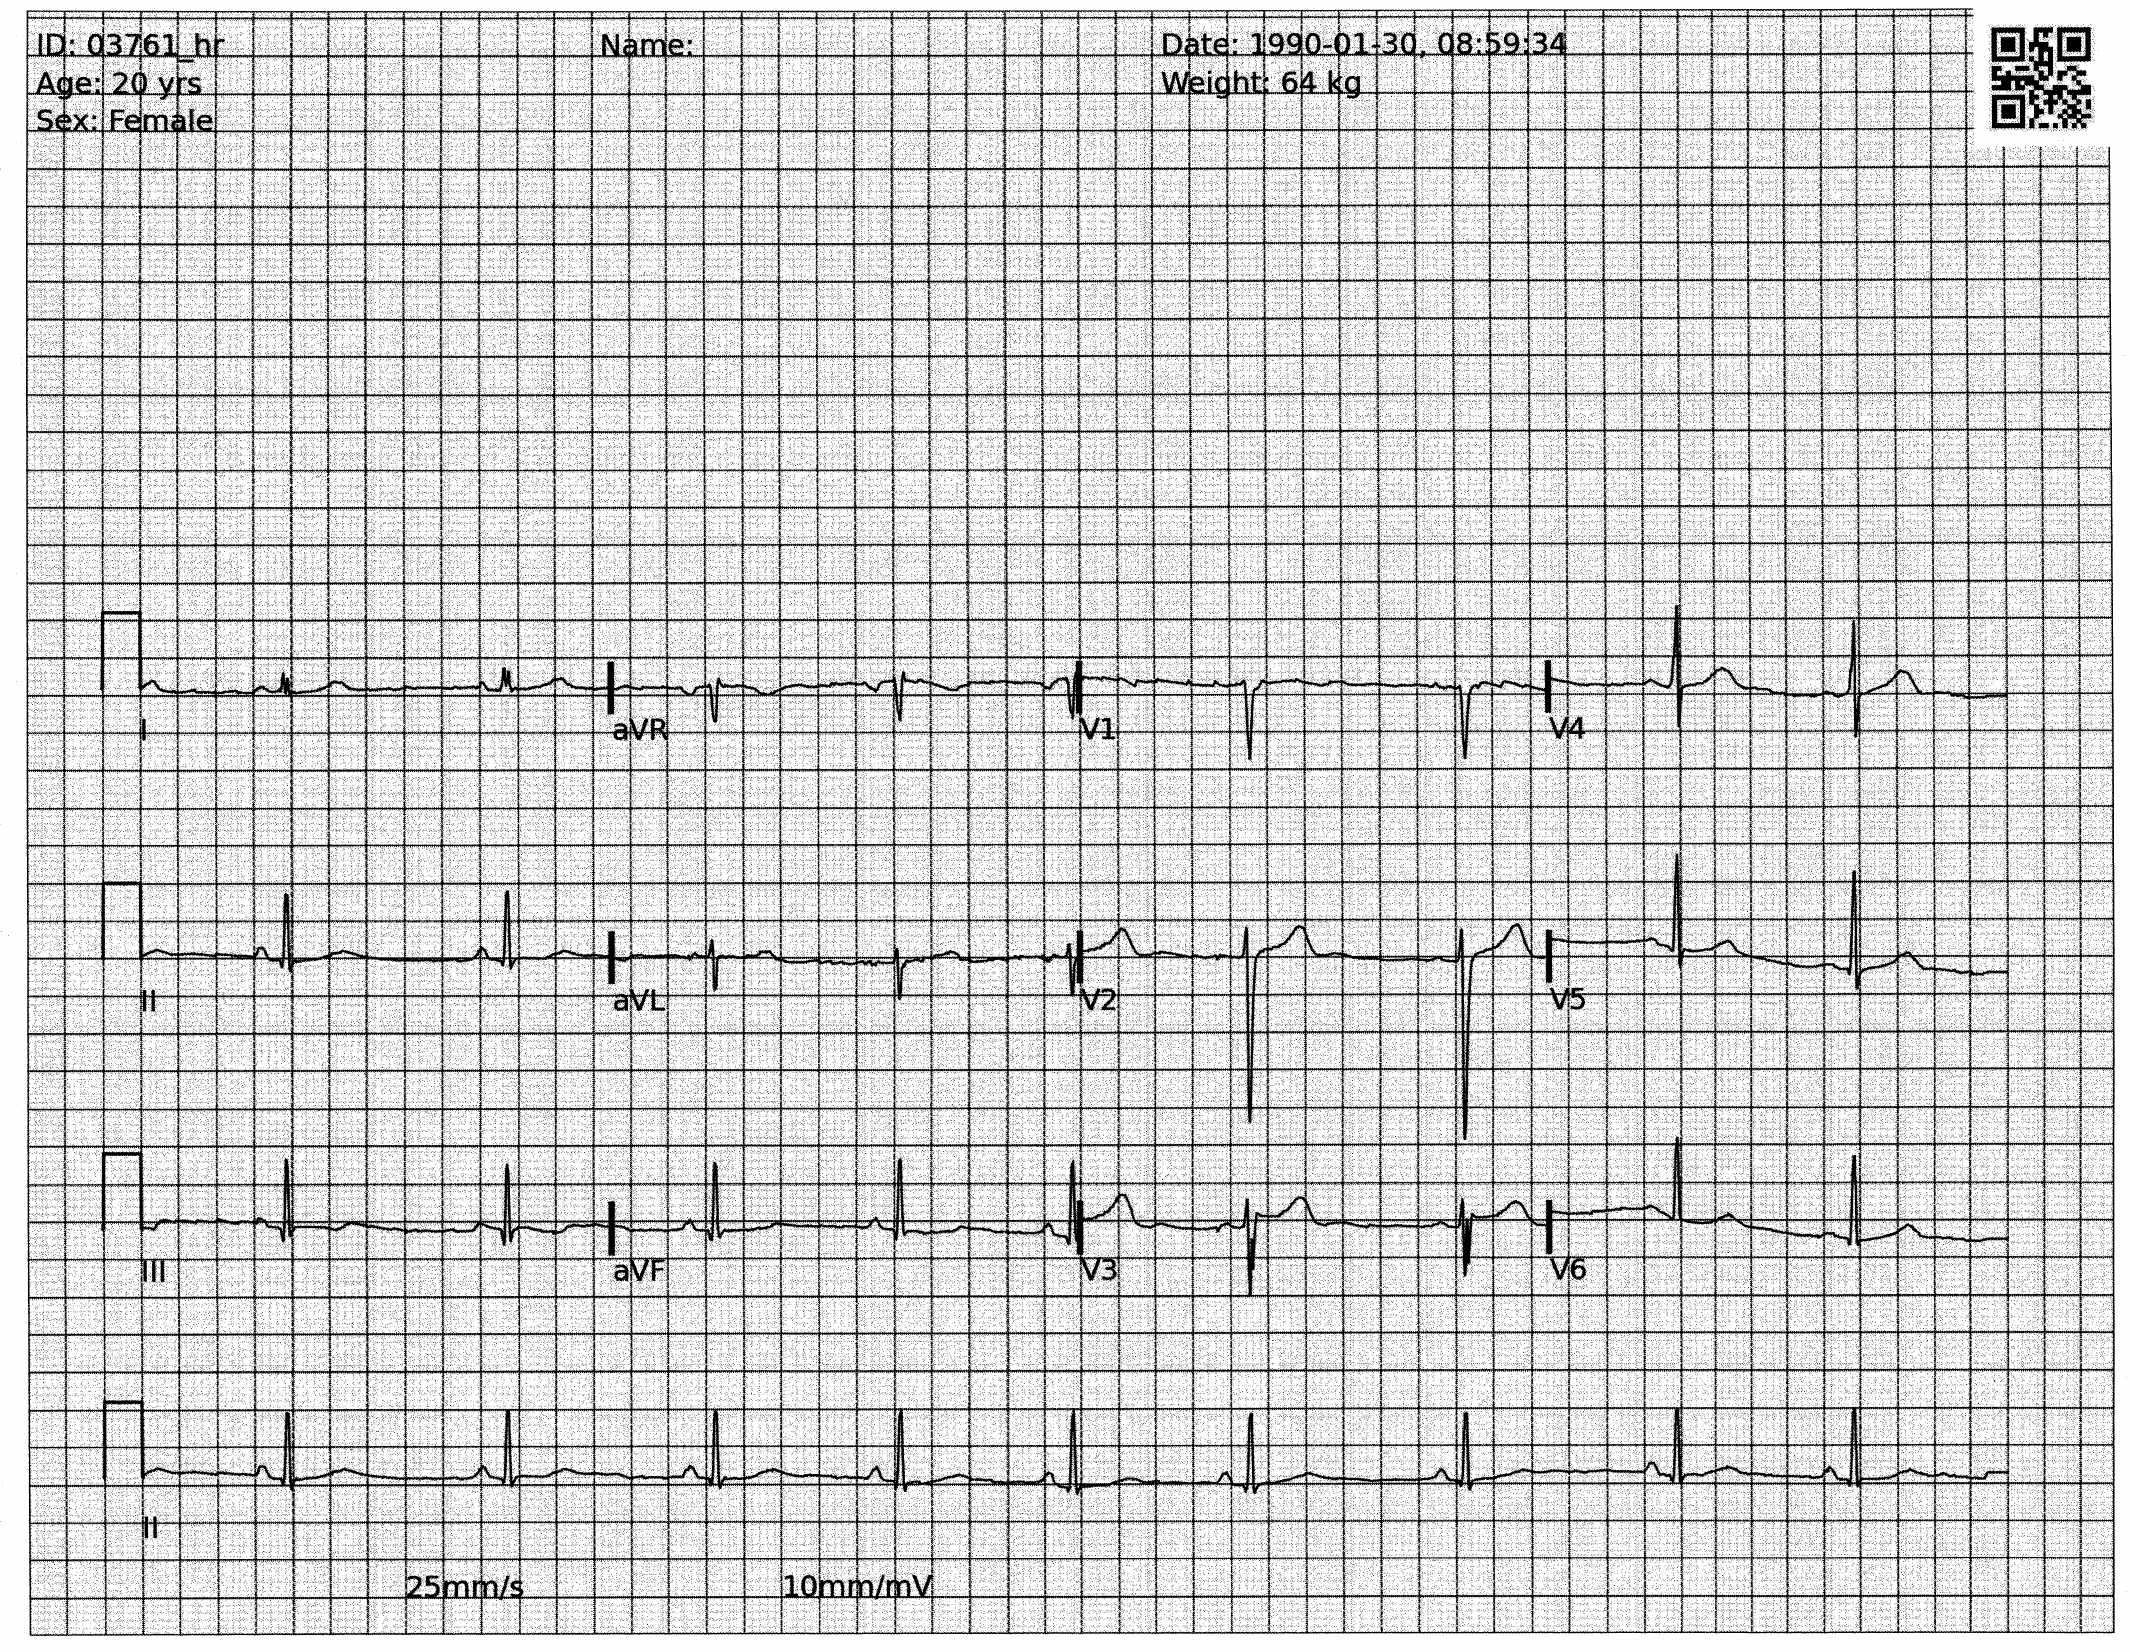 ID: 03761_hr
Name:
Date: 1990-01-30, 08:59:34
Age: 20 yrs
Weight: 64 kg
Sex: Female
I
aVR
V1
V4
II
aVL
V2
V5
III
aVF
V3
V6
II
25mm/s
10mm/mV